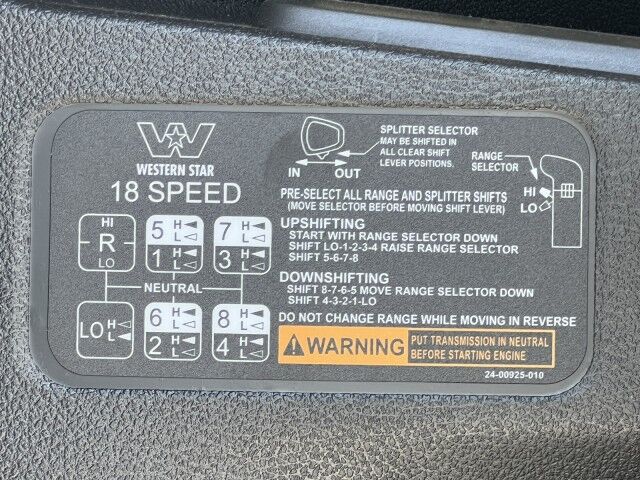 WESTERN STAR
18 SPEED
HI
R
LO
5 H L
1 H L
7 H L
3 H L
NEUTRAL
LO H L
6 H L
2 H L
8 H L
4 H L
IN OUT
SPLITTER SELECTOR
MAY BE SHIFTED IN
ALL CLEAR SHIFT
LEVER POSITIONS.
RANGE
SELECTOR
HI
LO
PRE-SELECT ALL RANGE AND SPLITTER SHIFTS
(MOVE SELECTOR BEFORE MOVING SHIFT LEVER)
UPSHIFTING
START WITH RANGE SELECTOR DOWN
SHIFT LO-1-2-3-4 RAISE RANGE SELECTOR
SHIFT 5-6-7-8
DOWNSHIFTING
SHIFT 8-7-6-5 MOVE RANGE SELECTOR DOWN
SHIFT 4-3-2-1-LO
DO NOT CHANGE RANGE WHILE MOVING IN REVERSE
WARNING
PUT TRANSMISSION IN NEUTRAL
BEFORE STARTING ENGINE
24-00925-010